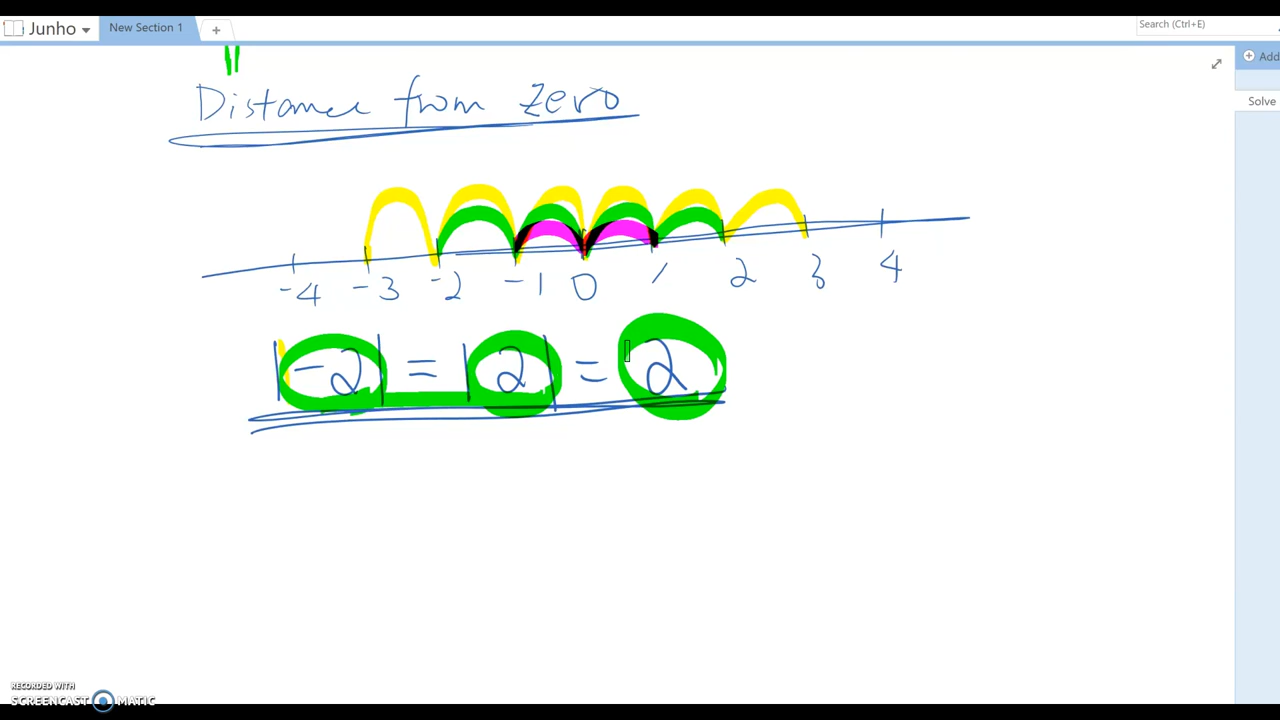 Junho
New Section 1
+
Search (Ctrl+E)
Add
Solve
Distance from zero
-4 -3 -2 -1 0 1 2 3 4
|-2| = |2| = 2
RECORDED WITH
SCREENCAST MATIC